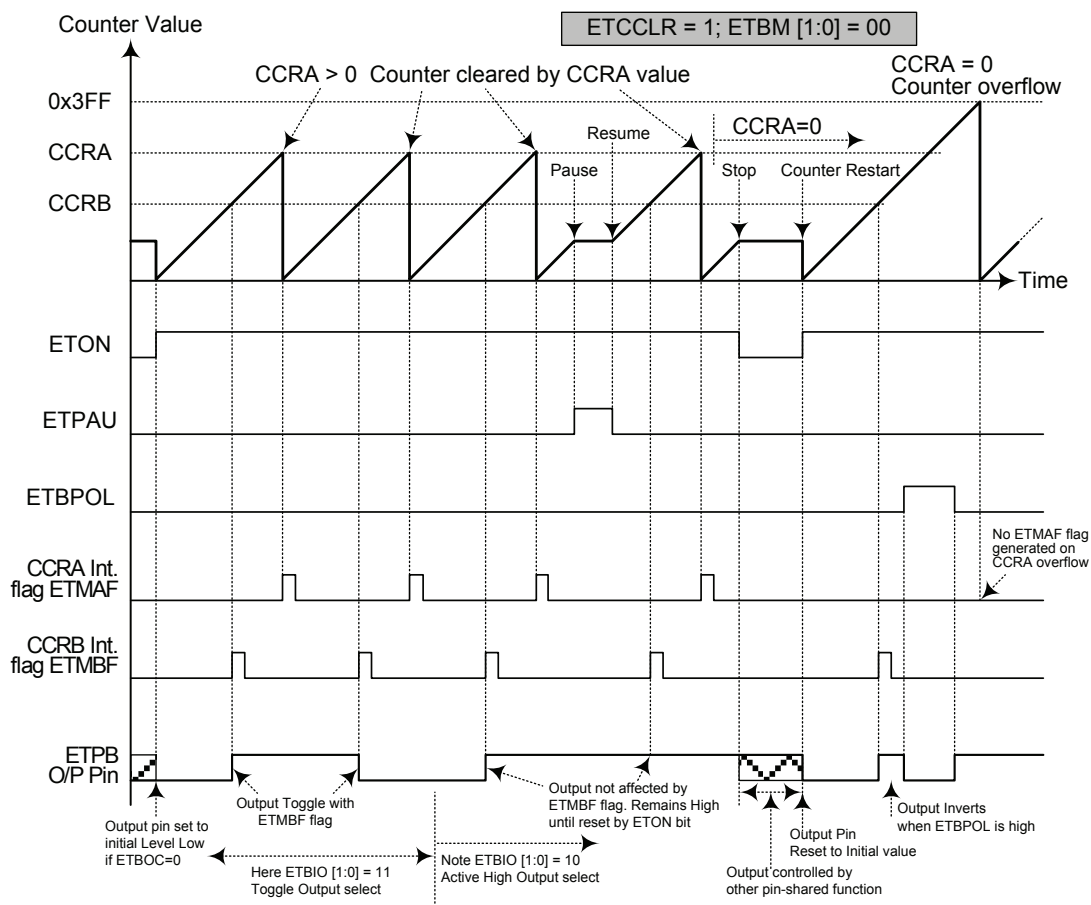 ETCCLR = 1; ETBM [1:0] = 00
Counter Value
CCRA > 0 Counter cleared by CCRA value
CCRA = 0
Counter overflow
0x3FF
Resume
CCRA=0
CCRA
Pause
Stop
Counter Restart
CCRB
Time
ETON
ETPAU
ETBPOL
No ETMAF flag
generated on
CCRA overflow
CCRA Int.
flag ETMAF
CCRB Int.
flag ETMBF
ETPB
O/P Pin
Output pin set to
initial Level Low
if ETBOC=0
Output Toggle with
ETMBF flag
Here ETBIO [1:0] = 11
Toggle Output select
Note ETBIO [1:0] = 10
Active High Output select
Output not affected by
ETMBF flag. Remains High
until reset by ETON bit
Output controlled by
other pin-shared function
Output Pin
Reset to Initial value
Output Inverts
when ETBPOL is high